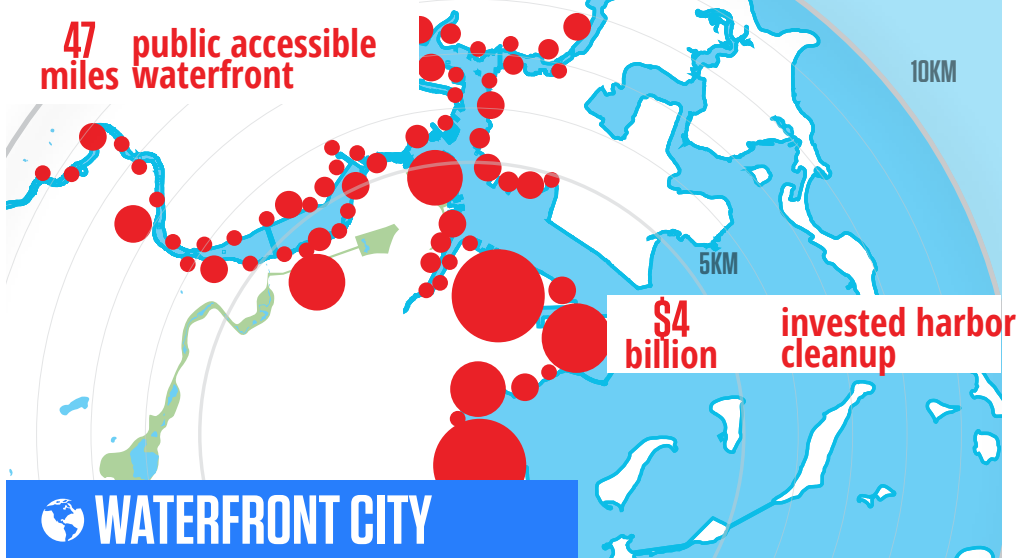 47 miles
public accessible
waterfront
10KM
5KM
$4 billion
invested harbor
cleanup
WATERFRONT CITY